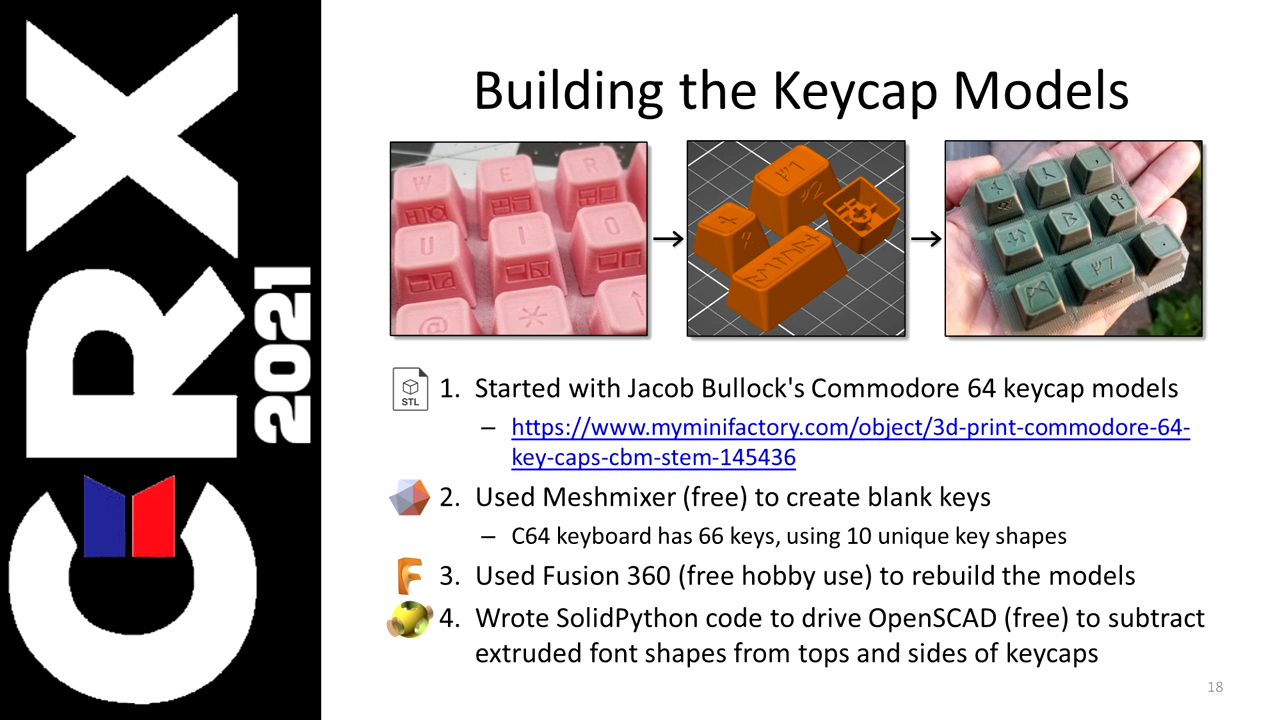 CRX
2021
Building the Keycap Models
W E R
U I O
@ *
STL
1. Started with Jacob Bullock's Commodore 64 keycap models
– https://www.myminifactory.com/object/3d-print-commodore-64-
key-caps-cbm-stem-145436
2. Used Meshmixer (free) to create blank keys
– C64 keyboard has 66 keys, using 10 unique key shapes
3. Used Fusion 360 (free hobby use) to rebuild the models
4. Wrote SolidPython code to drive OpenSCAD (free) to subtract
extruded font shapes from tops and sides of keycaps
18